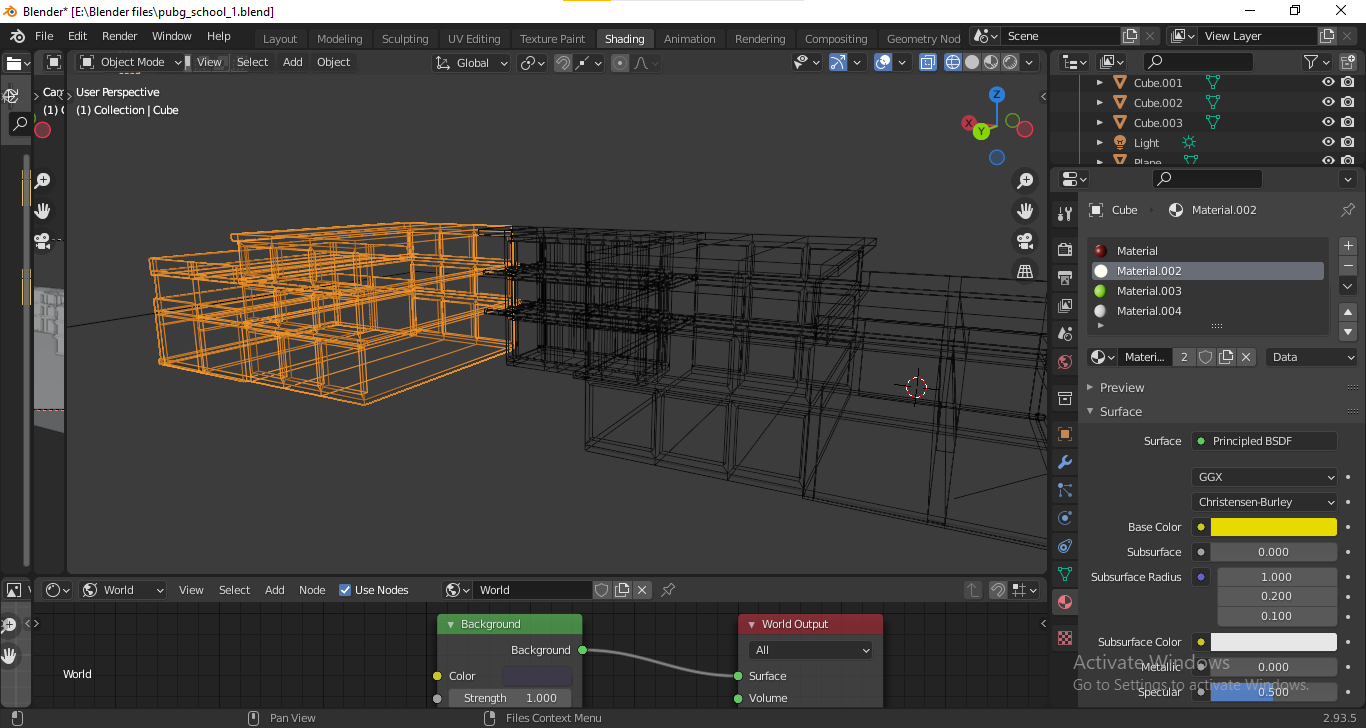 Blender* [E:\Blender files\pubg_school_1.blend]
File Edit Render Window Help Layout Modeling Sculpting UV Editing Texture Paint Shading Animation Rendering Compositing Geometry Nod Scene View Layer
Object Mode View Select Add Object Global
User Perspective
(1) Collection | Cube
(1)
X
Y
Z
Cube.001
Cube.002
Cube.003
Light
Plane
Cube Material.002
Material
Material.002
Material.003
Material.004
Materi... 2 Data
Preview
Surface
Surface Principled BSDF
GGX
Christensen-Burley
Base Color
Subsurface 0.000
Subsurface Radius 1.000
0.200
0.100
Subsurface Color
Metallic 0.000
Specular 0.500
Activate Windows
Go to Settings to activate Windows.
World View Select Add Node Use Nodes World
Background
Background
Color
Strength 1.000
World Output
All
Surface
Volume
World
Pan View Files Context Menu 2.93.5